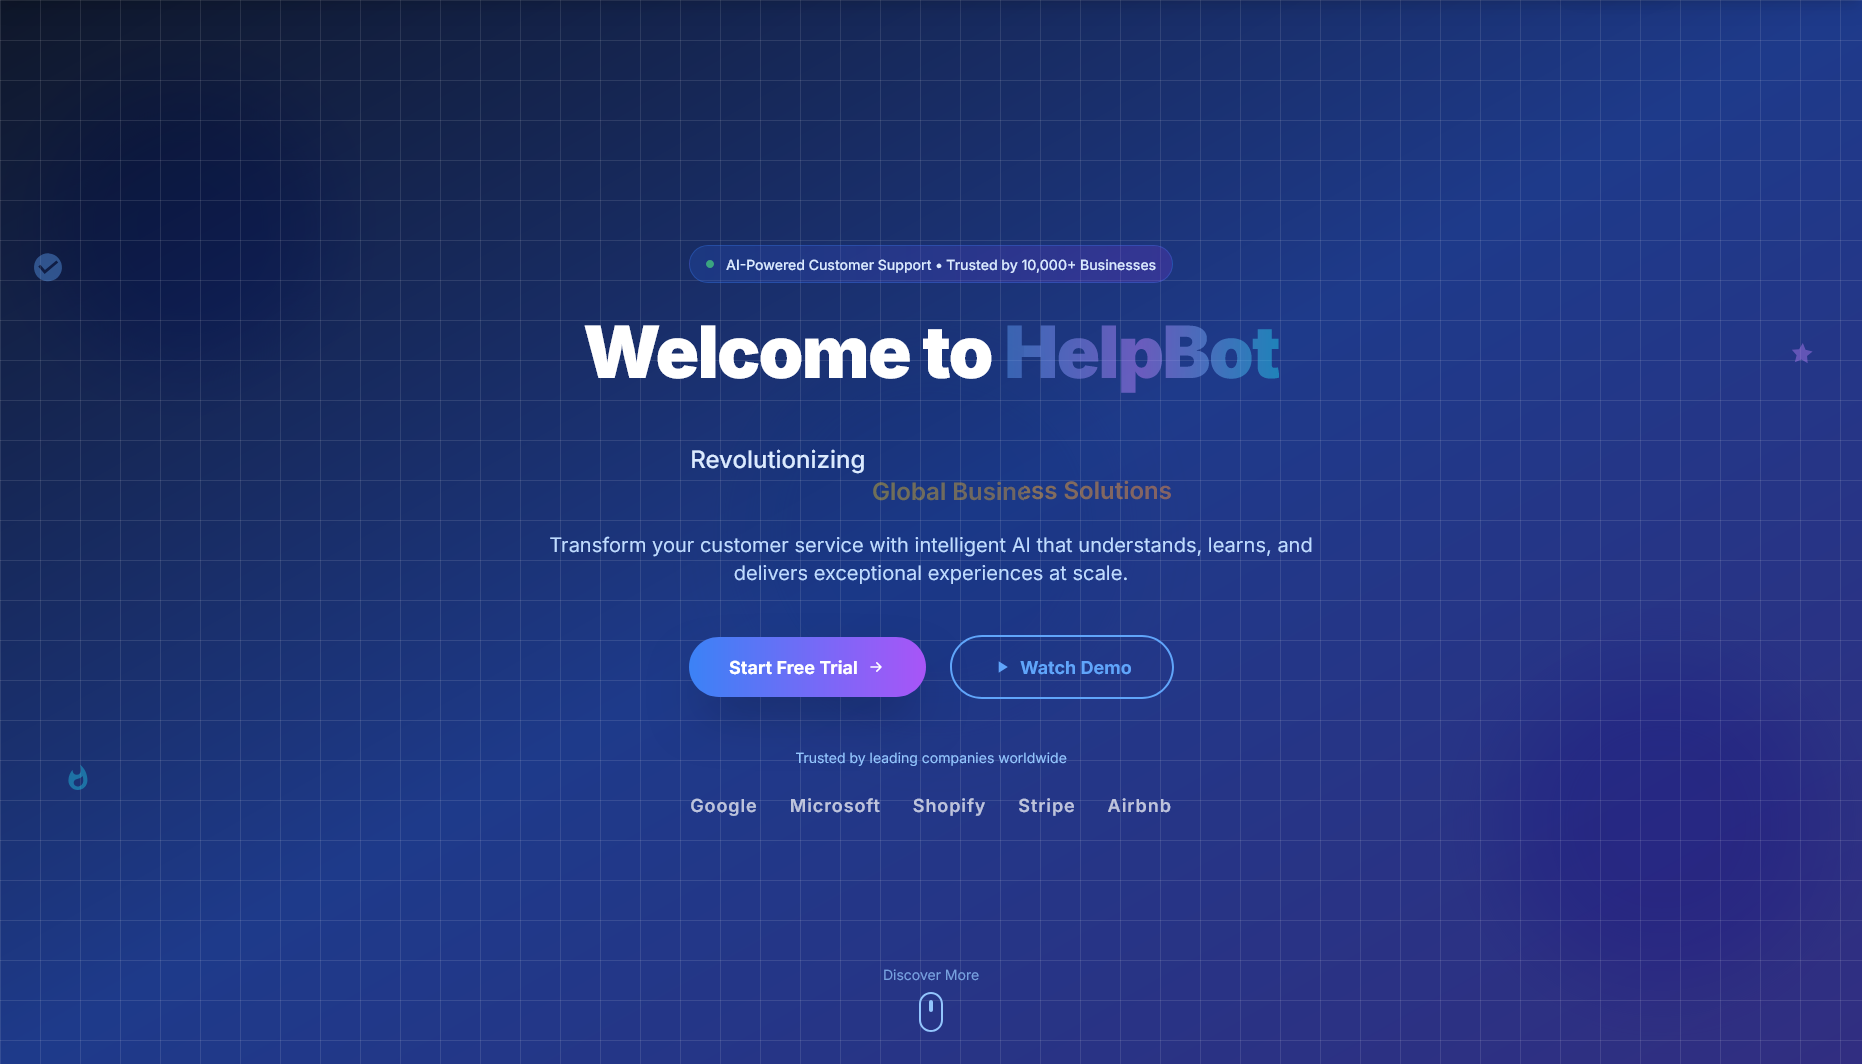 AI-Powered Customer Support • Trusted by 10,000+ Businesses
Welcome to HelpBot
Revolutionizing
Global Business Solutions
Transform your customer service with intelligent AI that understands, learns, and
delivers exceptional experiences at scale.
Start Free Trial →
Watch Demo
Trusted by leading companies worldwide
Google Microsoft Shopify Stripe Airbnb
Discover More